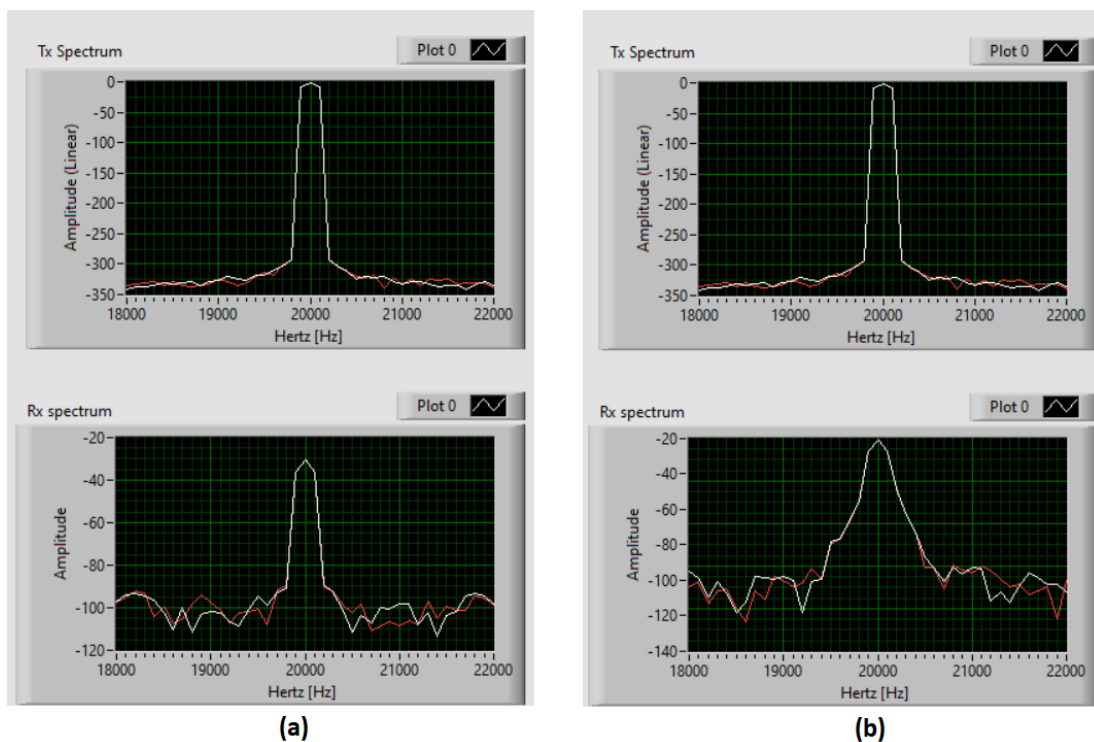 Tx Spectrum
Plot 0
Amplitude (Linear)
0
-50
-100
-150
-200
-250
-300
-350
18000 19000 20000 21000 22000
Hertz [Hz]
Rx spectrum
Plot 0
Amplitude
-20
-40
-60
-80
-100
-120
18000 19000 20000 21000 22000
Hertz [Hz]
(a)
Tx Spectrum
Plot 0
Amplitude (Linear)
0
-50
-100
-150
-200
-250
-300
-350
18000 19000 20000 21000 22000
Hertz [Hz]
Rx spectrum
Plot 0
Amplitude
-20
-40
-60
-80
-100
-120
-140
18000 19000 20000 21000 22000
Hertz [Hz]
(b)